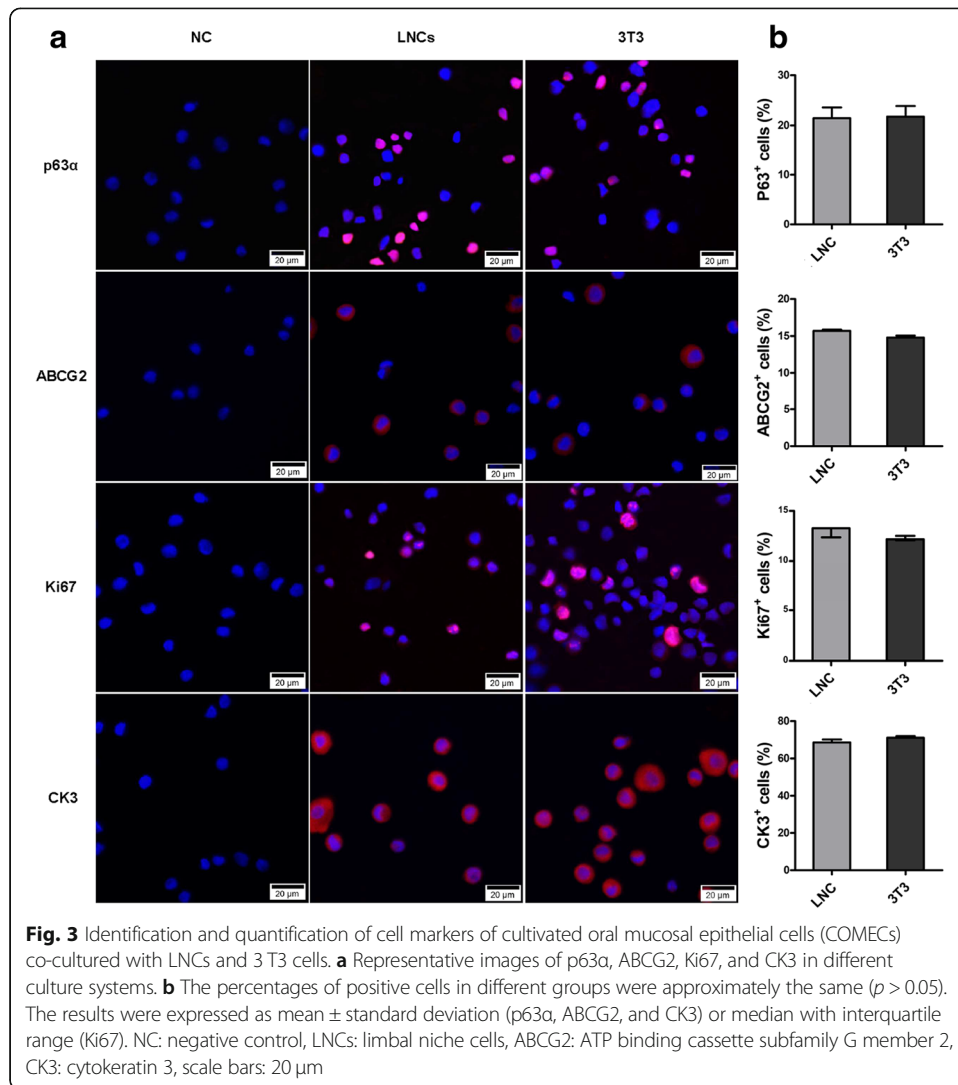 a
NC LNCs 3T3
p63α
20 µm 20 µm 20 µm
ABCG2
20 µm 20 µm 20 µm
Ki67
20 µm 20 µm 20 µm
CK3
20 µm 20 µm 20 µm
b
P63+ cells (%)
30
20
10
0
LNC 3T3
ABCG2+ cells (%)
20
15
10
5
0
LNC 3T3
Ki67+ cells (%)
15
10
5
0
LNC 3T3
CK3+ cells (%)
80
60
40
20
0
LNC 3T3
Fig. 3 Identification and quantification of cell markers of cultivated oral mucosal epithelial cells (COMECs)
co-cultured with LNCs and 3 T3 cells. a Representative images of p63α, ABCG2, Ki67, and CK3 in different
culture systems. b The percentages of positive cells in different groups were approximately the same (p > 0.05).
The results were expressed as mean ± standard deviation (p63α, ABCG2, and CK3) or median with interquartile
range (Ki67). NC: negative control, LNCs: limbal niche cells, ABCG2: ATP binding cassette subfamily G member 2,
CK3: cytokeratin 3, scale bars: 20 µm